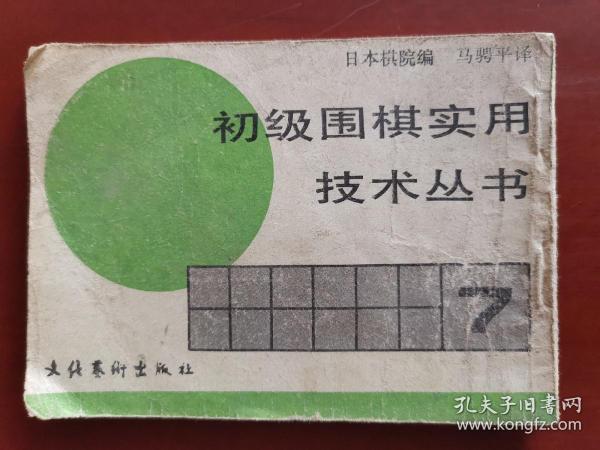 日本棋院编 马骋平译
初级围棋实用
技术丛书
7
文化艺术出版社
孔夫子旧书网
www.kongfz.com